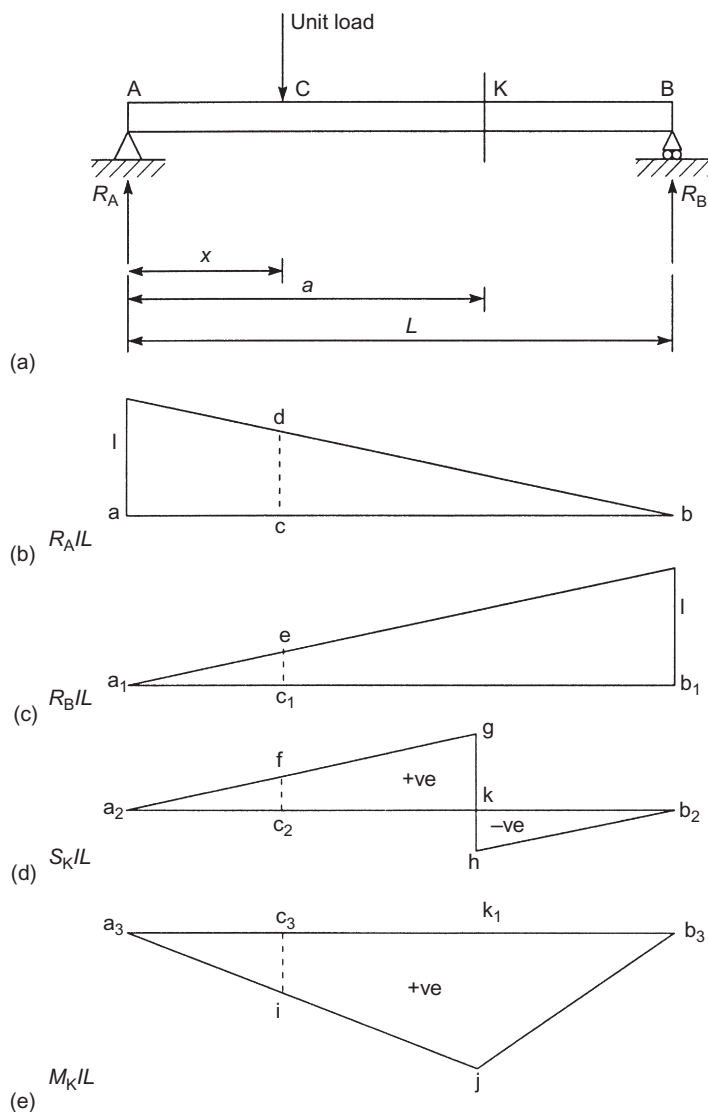 Unit load
A C K B
R_A R_B
x
a
L
(a)
d
l
a c b
(b) R_A IL
e l
a_1 c_1 b_1
(c) R_B IL
g
f +ve
a_2 c_2 k b_2
–ve
h
(d) S_K IL
a_3 c_3 k_1 b_3
+ve
i
j
(e) M_K IL